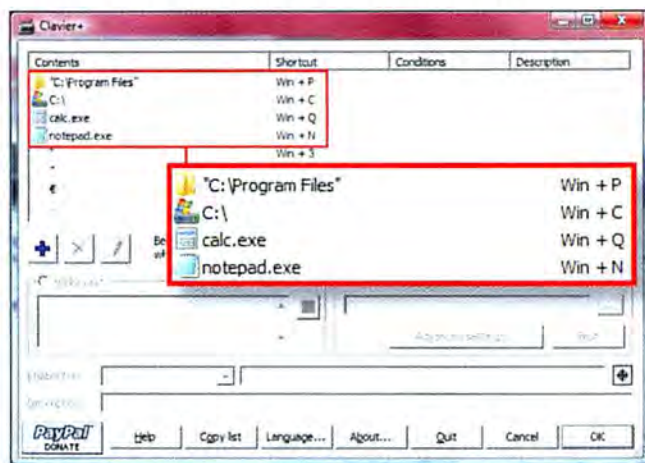 Clavier+
Contents Shortcut Conditions Description
"C:\Program Files" Win + P
C:\ Win + C
calc.exe Win + Q
notepad.exe Win + N
Win + 3
€
"C:\Program Files" Win + P
C:\ Win + C
calc.exe Win + Q
notepad.exe Win + N
PayPal
DONATE
Help Copy list Language... About... Quit Cancel OK